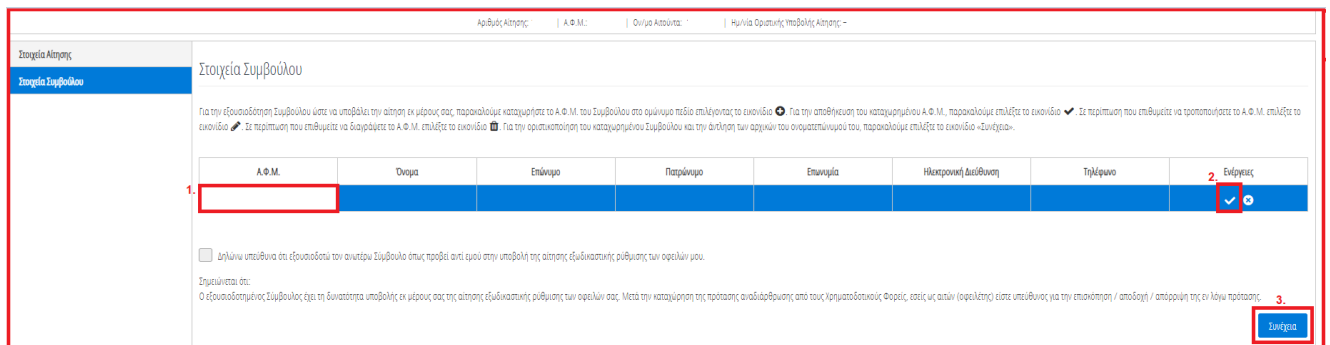 Αριθμός Αίτησης: | Α.Φ.Μ.: | Ον/μο Αιτούντα: ' | Ημ/νία Οριστικής Υποβολής Αίτησης: –
Στοιχεία Αίτησης
Στοιχεία Συμβούλου
Στοιχεία Συμβούλου
Για την εξουσιοδότηση Συμβούλου ώστε να υποβάλει την αίτηση εκ μέρους σας, παρακαλούμε καταχωρήστε το Α.Φ.Μ. του Συμβούλου στο ομώνυμο πεδίο επιλέγοντας το εικονίδιο . Για την αποθήκευση του καταχωρημένου Α.Φ.Μ., παρακαλούμε επιλέξτε το εικονίδιο . Σε περίπτωση που επιθυμείτε να τροποποιήσετε το Α.Φ.Μ. επιλέξτε το
εικονίδιο . Σε περίπτωση που επιθυμείτε να διαγράψετε το Α.Φ.Μ. επιλέξτε το εικονίδιο . Για την οριστικοποίηση του καταχωρημένου Συμβούλου και την άντληση των αρχικών του ονοματεπώνυμού του, παρακαλούμε επιλέξτε το εικονίδιο «Συνέχεια».
Α.Φ.Μ. Όνομα Επώνυμο Πατρώνυμο Επωνυμία Ηλεκτρονική Διεύθυνση Τηλέφωνο 2. Ενέργειες
1.
Δηλώνω υπεύθυνα ότι εξουσιοδοτώ τον ανωτέρω Σύμβουλο όπως προβεί αντί εμού στην υποβολή της αίτησης εξωδικαστικής ρύθμισης των οφειλών μου.
Σημειώνεται ότι:
Ο εξουσιοδοτημένος Σύμβουλος έχει τη δυνατότητα υποβολής εκ μέρους σας της αίτησης εξωδικαστικής ρύθμισης των οφειλών σας. Μετά την καταχώρηση της πρότασης αναδιάρθρωσης από τους Χρηματοδοτικούς Φορείς, εσείς ως αιτών (οφειλέτης) είστε υπεύθυνος για την επισκόπηση / αποδοχή / απόρριψη της εν λόγω πρότασης.
3.
Συνέχεια